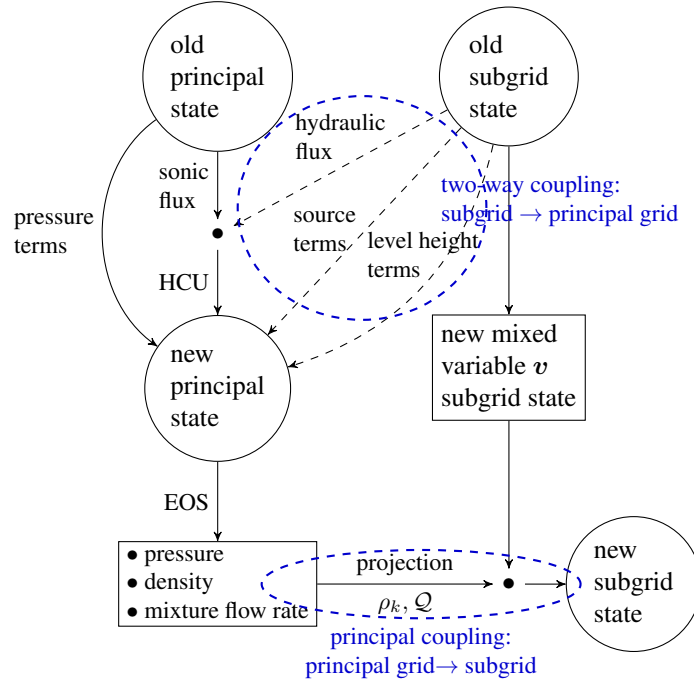 old
principal
state
old
subgrid
state
hydraulic
flux
sonic
flux
two-way coupling:
subgrid → principal grid
pressure
terms
source
terms
level height
terms
HCU
new
principal
state
new mixed
variable v
subgrid state
EOS
• pressure
• density
• mixture flow rate
projection
ρₖ, 𝒬
new
subgrid
state
principal coupling:
principal grid→ subgrid